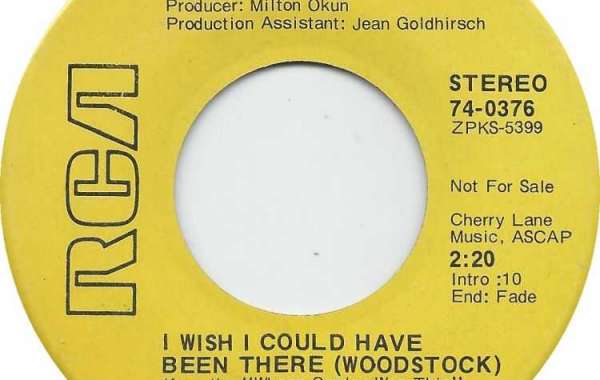 Producer: Milton Okun
Production Assistant: Jean Goldhirsch
RCA
STEREO
74-0376
ZPKS-5399
Not For Sale
Cherry Lane
Music, ASCAP
2:20
Intro :10
End: Fade
I WISH I COULD HAVE
BEEN THERE (WOODSTOCK)